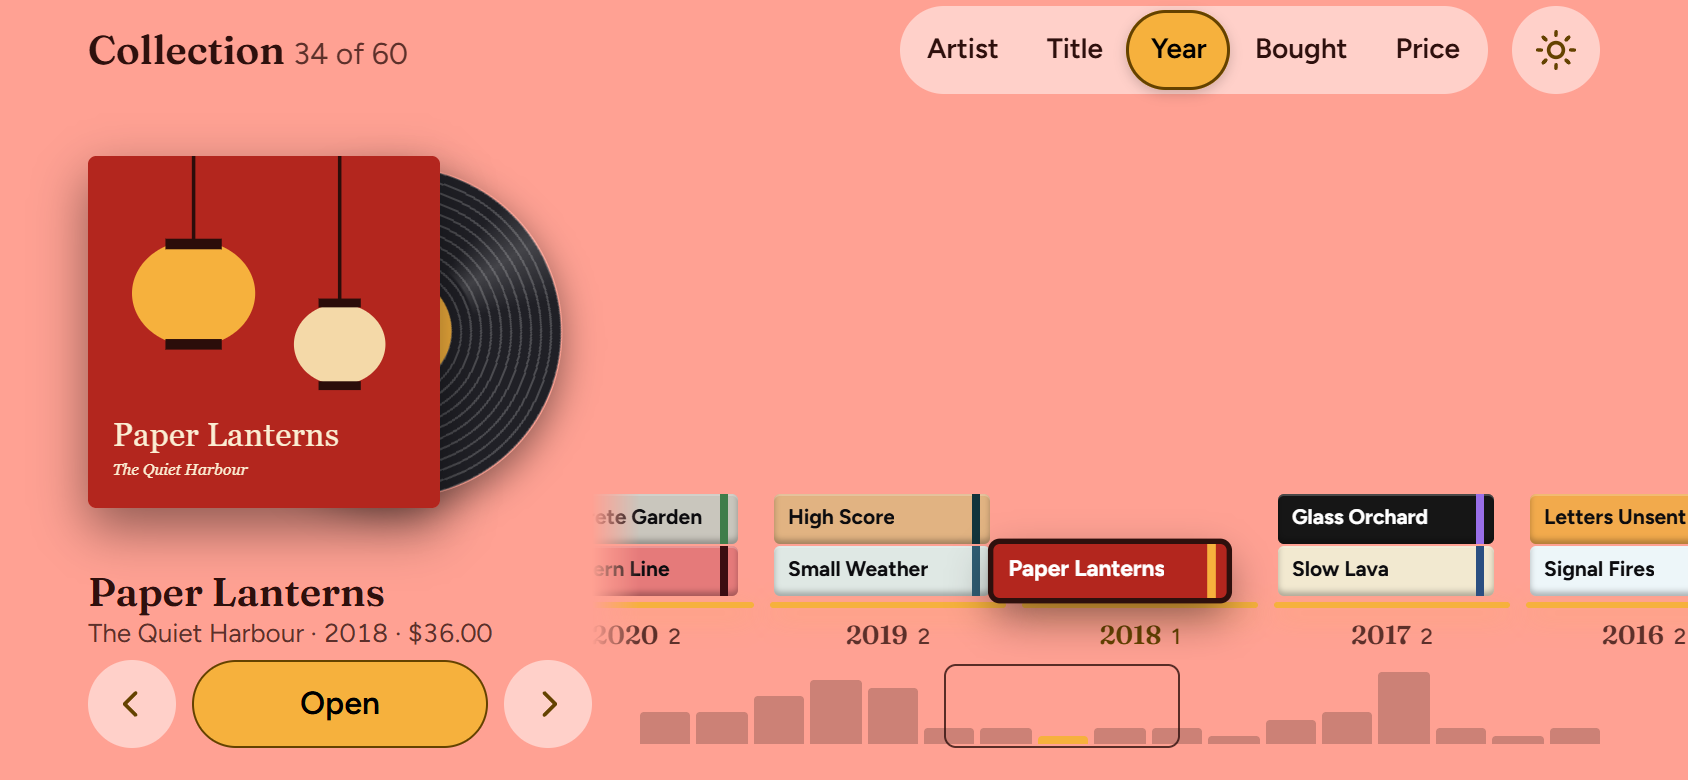 Collection 34 of 60
Artist Title Year Bought Price
Paper Lanterns
The Quiet Harbour
ete Garden High Score Glass Orchard Letters Unsent
ern Line Small Weather Paper Lanterns Slow Lava Signal Fires
2020 2 2019 2 2018 1 2017 2 2016 2
Paper Lanterns
The Quiet Harbour · 2018 · $36.00
Open